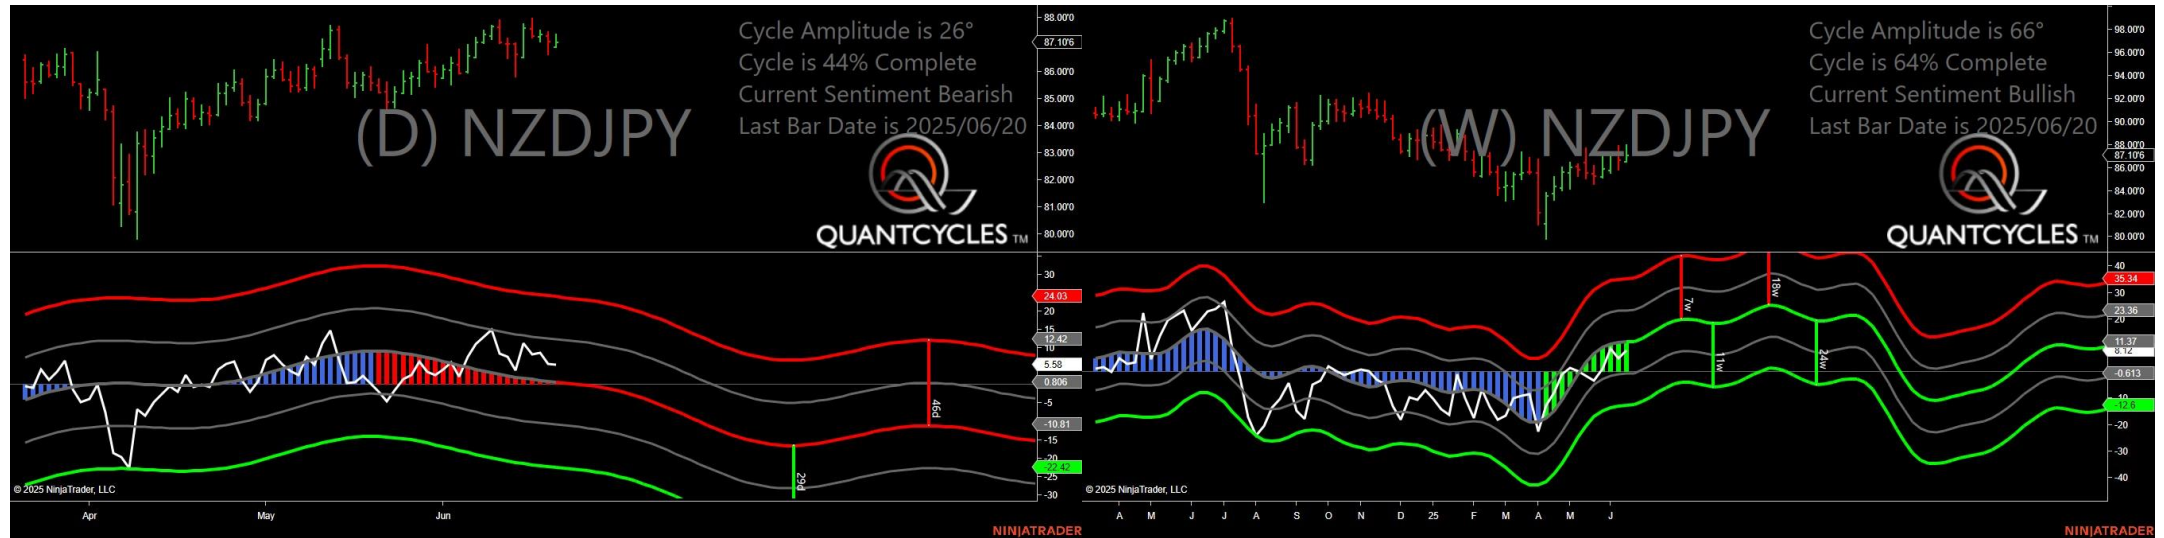 Cycle Amplitude is 26°
Cycle is 44% Complete
Current Sentiment Bearish
Last Bar Date is 2025/06/20
(D) NZDJPY
QUANTCYCLES TM
88.00'0
87.10'6
86.00'0
85.00'0
84.00'0
83.00'0
82.00'0
81.00'0
80.00'0
30
24.03
20
15
12.42
10
5.58
0.806
-5
-10.81
-15
-20
-22.42
-25
-30
46d
29d
© 2025 NinjaTrader, LLC
Apr May Jun
NINJATRADER
Cycle Amplitude is 66°
Cycle is 64% Complete
Current Sentiment Bullish
Last Bar Date is 2025/06/20
(W) NZDJPY
QUANTCYCLES TM
98.00'0
96.00'0
94.00'0
92.00'0
90.00'0
88.00'0
87.10'6
86.00'0
84.00'0
82.00'0
80.00'0
40
35.34
30
23.36
20
11.37
8.12
-0.613
-10
-12.6
-20
-30
-40
7w
18w
11w
24w
© 2025 NinjaTrader, LLC
A M J J A S O N D 25 F M A M J
NINJATRADER